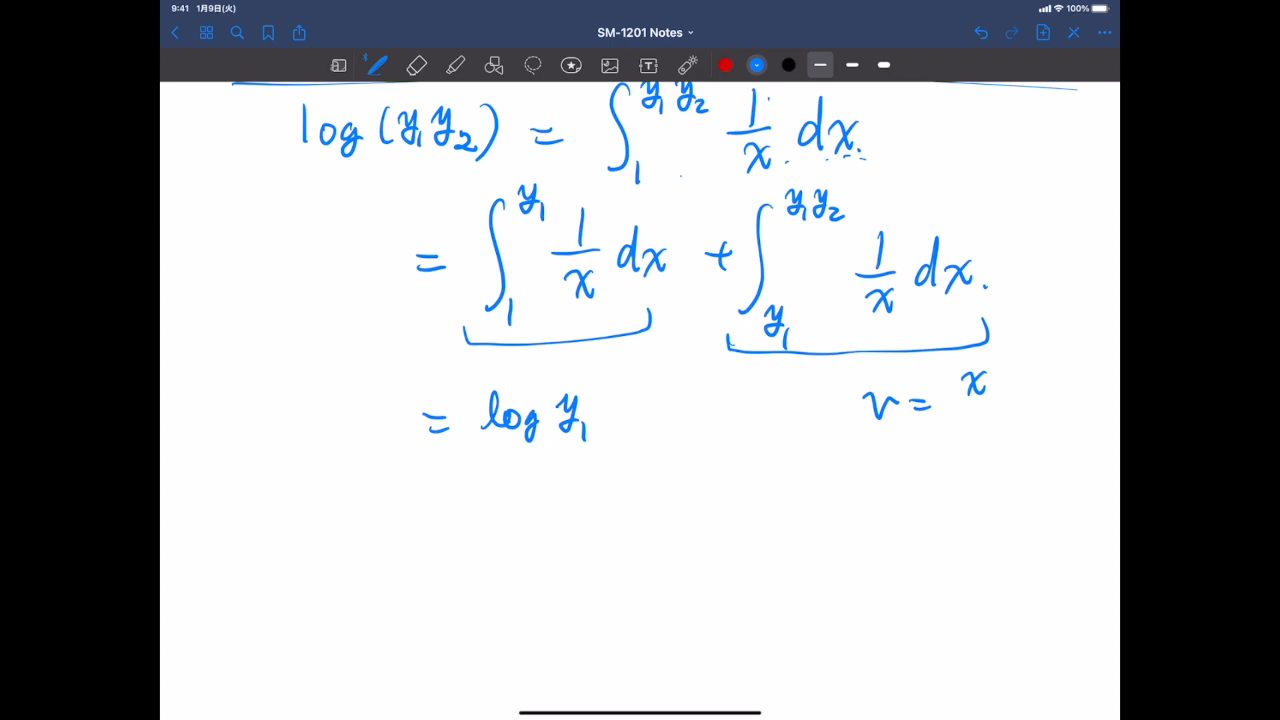 9:41 1月9日(火) 100%
SM-1201 Notes
log (y₁y₂) = ∫₁^{y₁y₂} 1/x dx.
= ∫₁^{y₁} 1/x dx + ∫_{y₁}^{y₁y₂} 1/x dx.
= log y₁ v = x